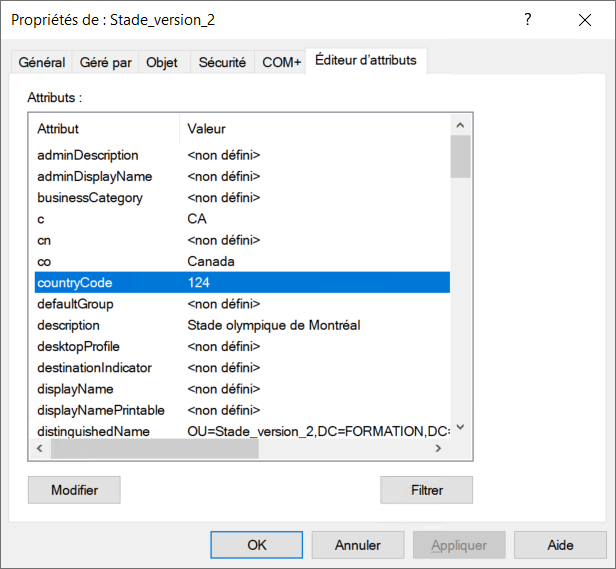 Propriétés de : Stade_version_2
?
Général Géré par Objet Sécurité COM+ Éditeur d'attributs
Attributs :
Attribut Valeur
adminDescription <non défini>
adminDisplayName <non défini>
businessCategory <non défini>
c CA
cn <non défini>
co Canada
countryCode 124
defaultGroup <non défini>
description Stade olympique de Montréal
desktopProfile <non défini>
destinationIndicator <non défini>
displayName <non défini>
displayNamePrintable <non défini>
distinguishedName OU=Stade_version_2,DC=FORMATION,DC=
Modifier Filtrer
OK Annuler Appliquer Aide